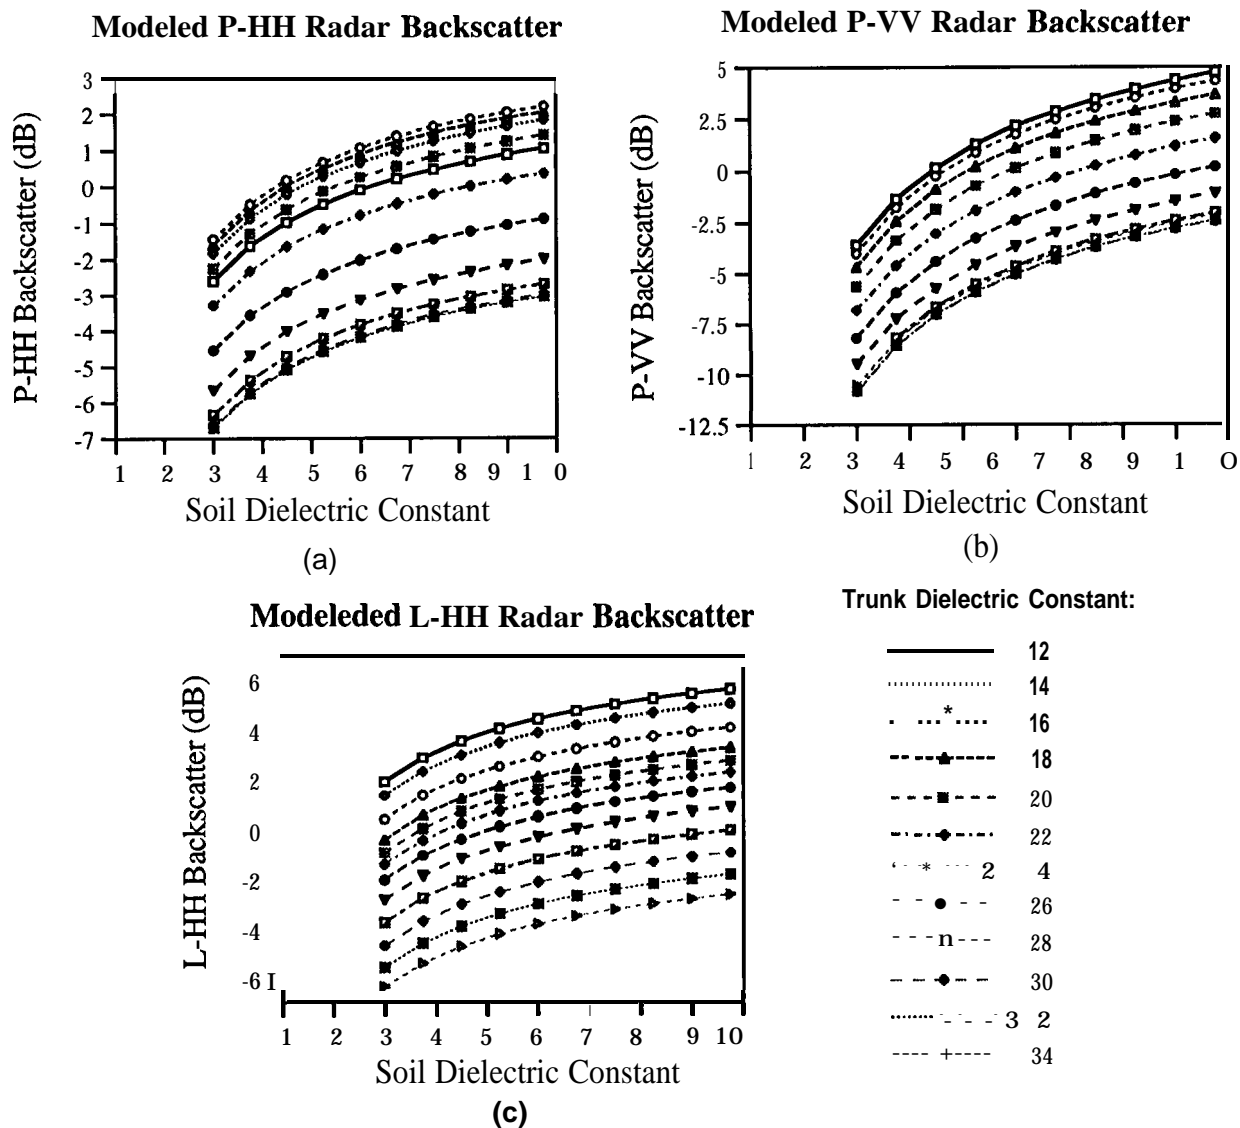 Modeled P-HH Radar Backscatter
P-HH Backscatter (dB)
3
2
1
0
-1
-2
-3
-4
-5
-6
-7
1 2 3 4 5 6 7 8 9 1 0
Soil Dielectric Constant
(a)
Modeled P-VV Radar Backscatter
P-VV Backscatter (dB)
5
2.5
0
-2.5
-5
-7.5
-10
-12.5
1 2 3 4 5 6 7 8 9 1 O
Soil Dielectric Constant
(b)
Modeleded L-HH Radar Backscatter
L-HH Backscatter (dB)
6
4
2
0
-2
-4
-6 I
1 2 3 4 5 6 7 8 9 10
Soil Dielectric Constant
(c)
Trunk Dielectric Constant:
12
14
* 16
18
20
22
* 2 4
26
n 28
30
3 2
+ 34